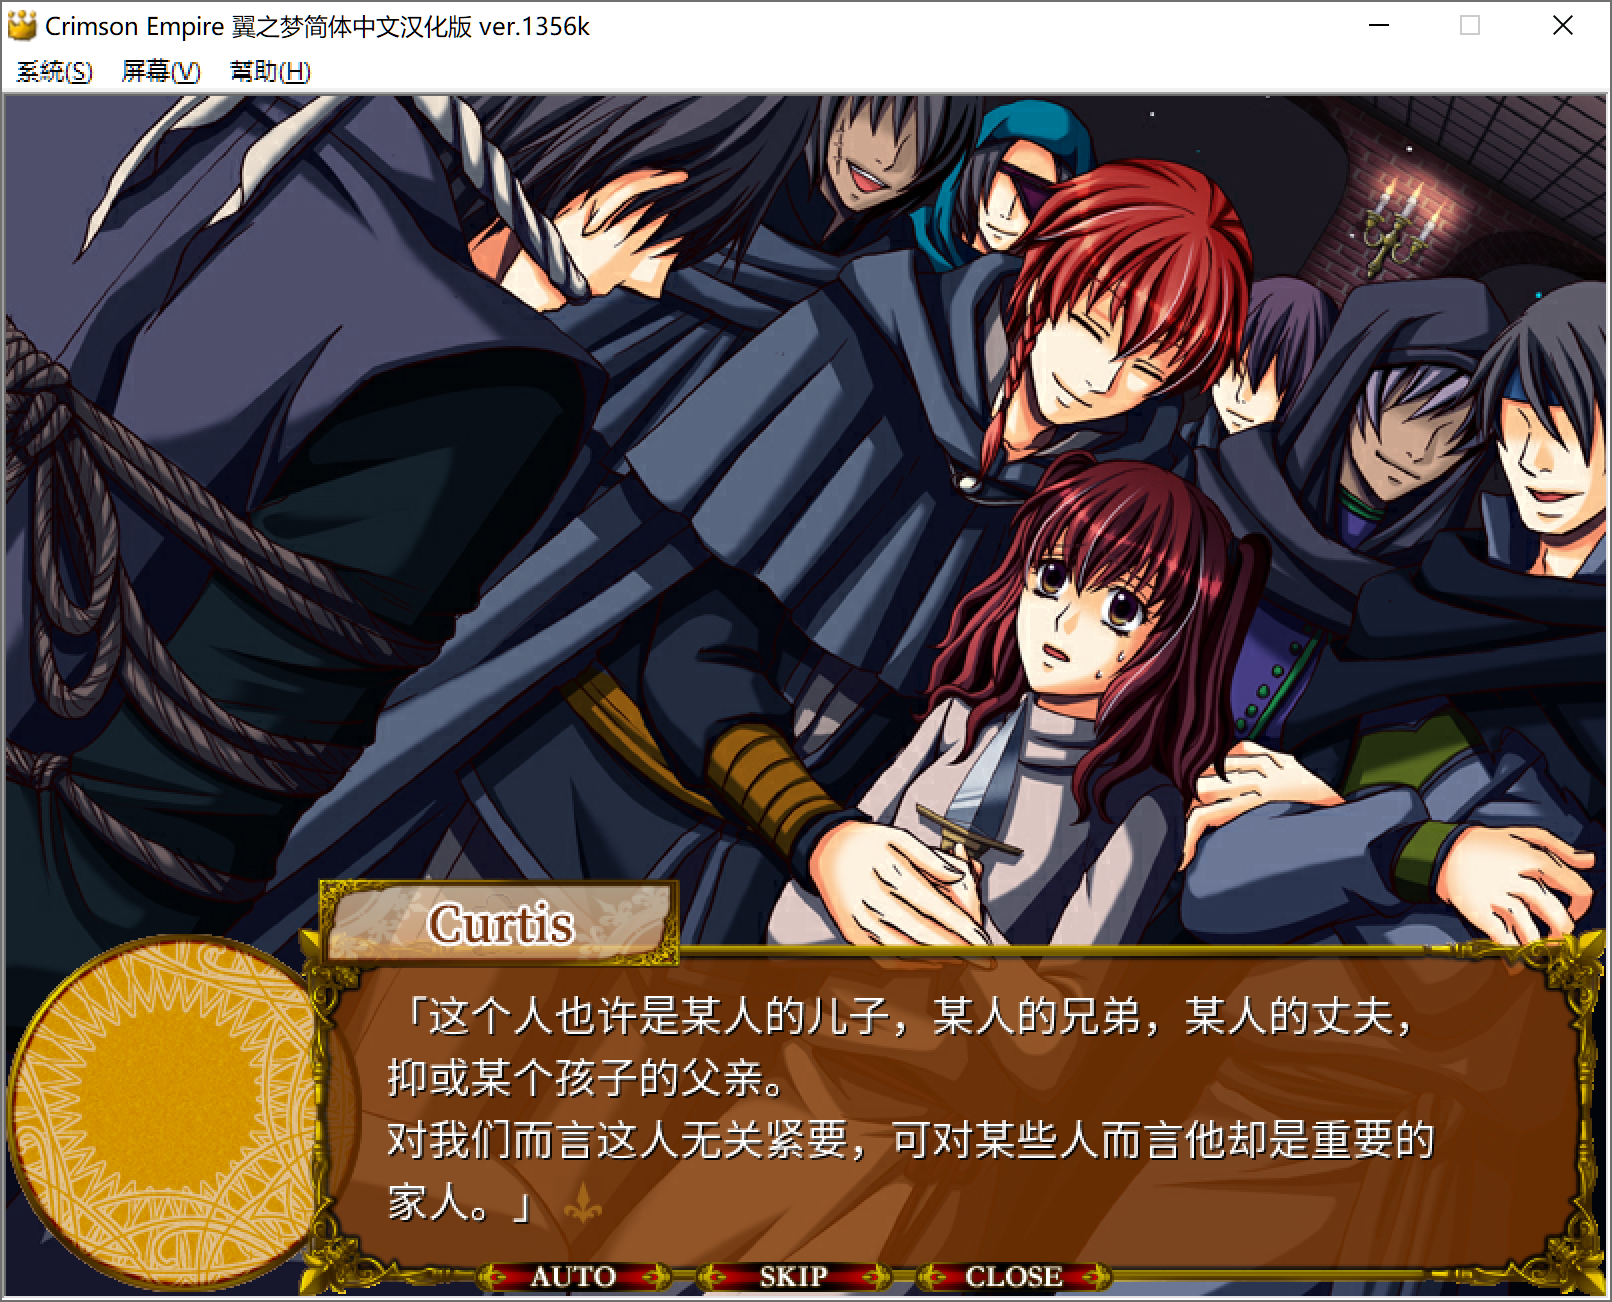 Crimson Empire 翼之梦简体中文汉化版 ver.1356k
系統(S) 屏幕(V) 幫助(H)
Curtis
「这个人也许是某人的儿子，某人的兄弟，某人的丈夫，
抑或某个孩子的父亲。
对我们而言这人无关紧要，可对某些人而言他却是重要的
家人。」
AUTO SKIP CLOSE